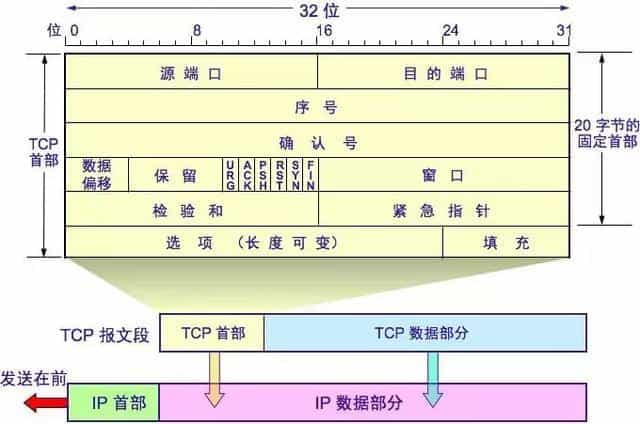 32 位
位 0 8 16 24 31
源端口 目的端口
序号
TCP
首部
20 字节的
固定首部
确认号
数据
偏移
保留
URG
ACK
PSH
RST
SYN
FIN
窗口
检验和 紧急指针
选项 (长度可变) 填充
TCP 报文段 TCP 首部 TCP 数据部分
发送在前
IP 首部 IP 数据部分